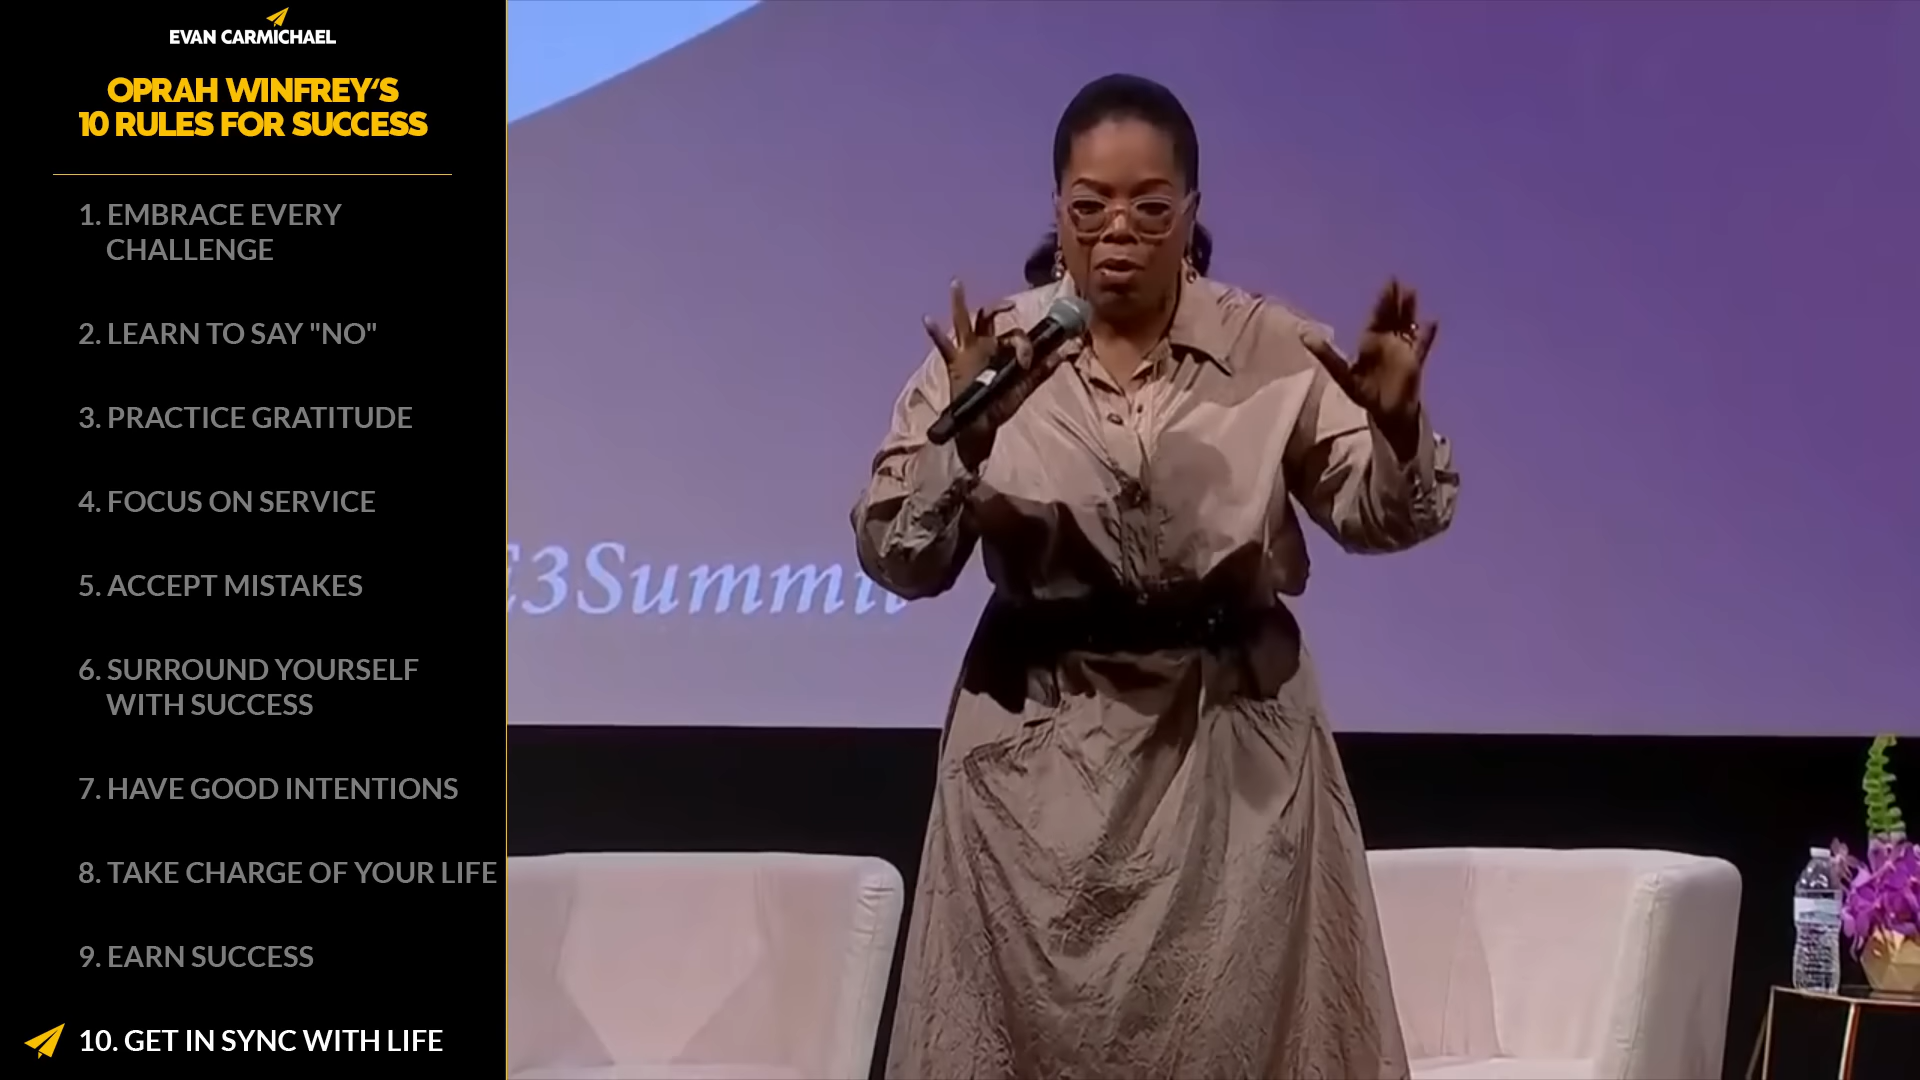 EVAN CARMICHAEL
OPRAH WINFREY'S
10 RULES FOR SUCCESS
1. EMBRACE EVERY
CHALLENGE
2. LEARN TO SAY "NO"
3. PRACTICE GRATITUDE
4. FOCUS ON SERVICE
5. ACCEPT MISTAKES
6. SURROUND YOURSELF
WITH SUCCESS
7. HAVE GOOD INTENTIONS
8. TAKE CHARGE OF YOUR LIFE
9. EARN SUCCESS
10. GET IN SYNC WITH LIFE
E3Summit